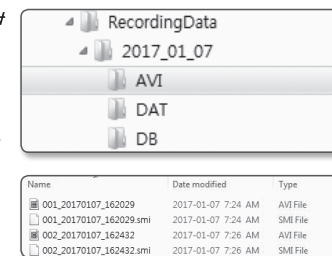 RecordingData
2017_01_07
AVI
DAT
DB
Name Date modified Type
001_20170107_162029 2017-01-07 7:24 AM AVI File
001_20170107_162029.smi 2017-01-07 7:24 AM SMI File
002_20170107_162432 2017-01-07 7:26 AM AVI File
002_20170107_162432.smi 2017-01-07 7:26 AM SMI File